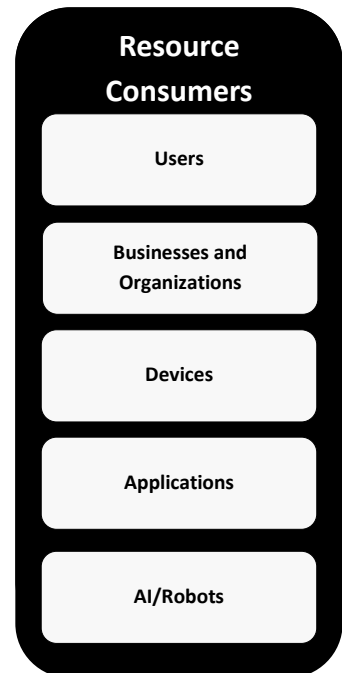 Resource
Consumers
Users
Businesses and
Organizations
Devices
Applications
AI/Robots